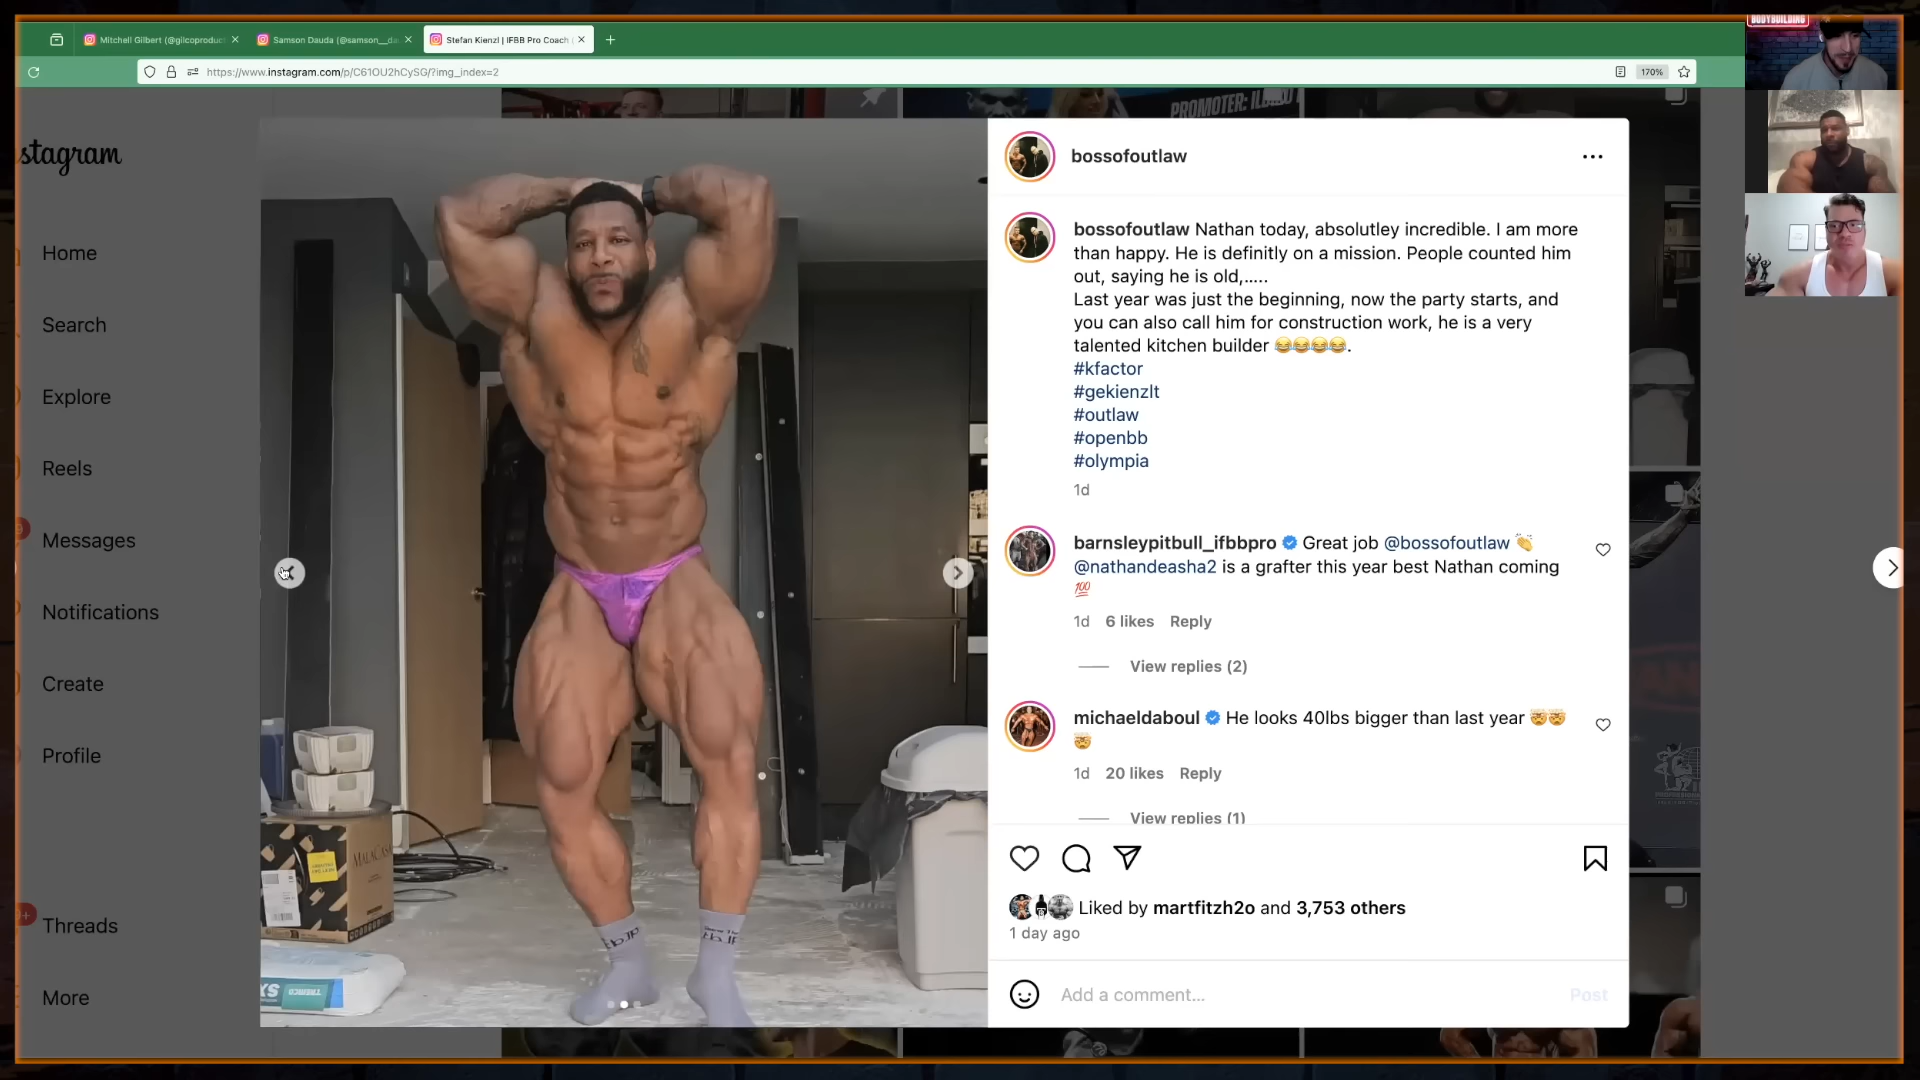 BODYBUILDING
Mitchell Gilbert (@gilcoproduc
Samson Dauda (@samson__da
Stefan Kienzl | IFBB Pro Coach
https://www.instagram.com/p/C61OU2hCySG/?img_index=2
170%
stagram
Home
Search
Explore
Reels
Messages
Notifications
Create
Profile
9+
Threads
More
PROMOTER:
MALACASA
TREMCO
bossofoutlaw
bossofoutlaw Nathan today, absolutley incredible. I am more
than happy. He is definitly on a mission. People counted him
out, saying he is old,.....
Last year was just the beginning, now the party starts, and
you can also call him for construction work, he is a very
talented kitchen builder 😂😂😂😂.
#kfactor
#gekienzlt
#outlaw
#openbb
#olympia
1d
barnsleypitbull_ifbbpro Great job @bossofoutlaw 👏
@nathandeasha2 is a grafter this year best Nathan coming
💯
1d 6 likes Reply
View replies (2)
michaeldaboul He looks 40lbs bigger than last year 🤯🤯
🤯
1d 20 likes Reply
View replies (1)
Liked by martfitzh2o and 3,753 others
1 day ago
Add a comment...
Post